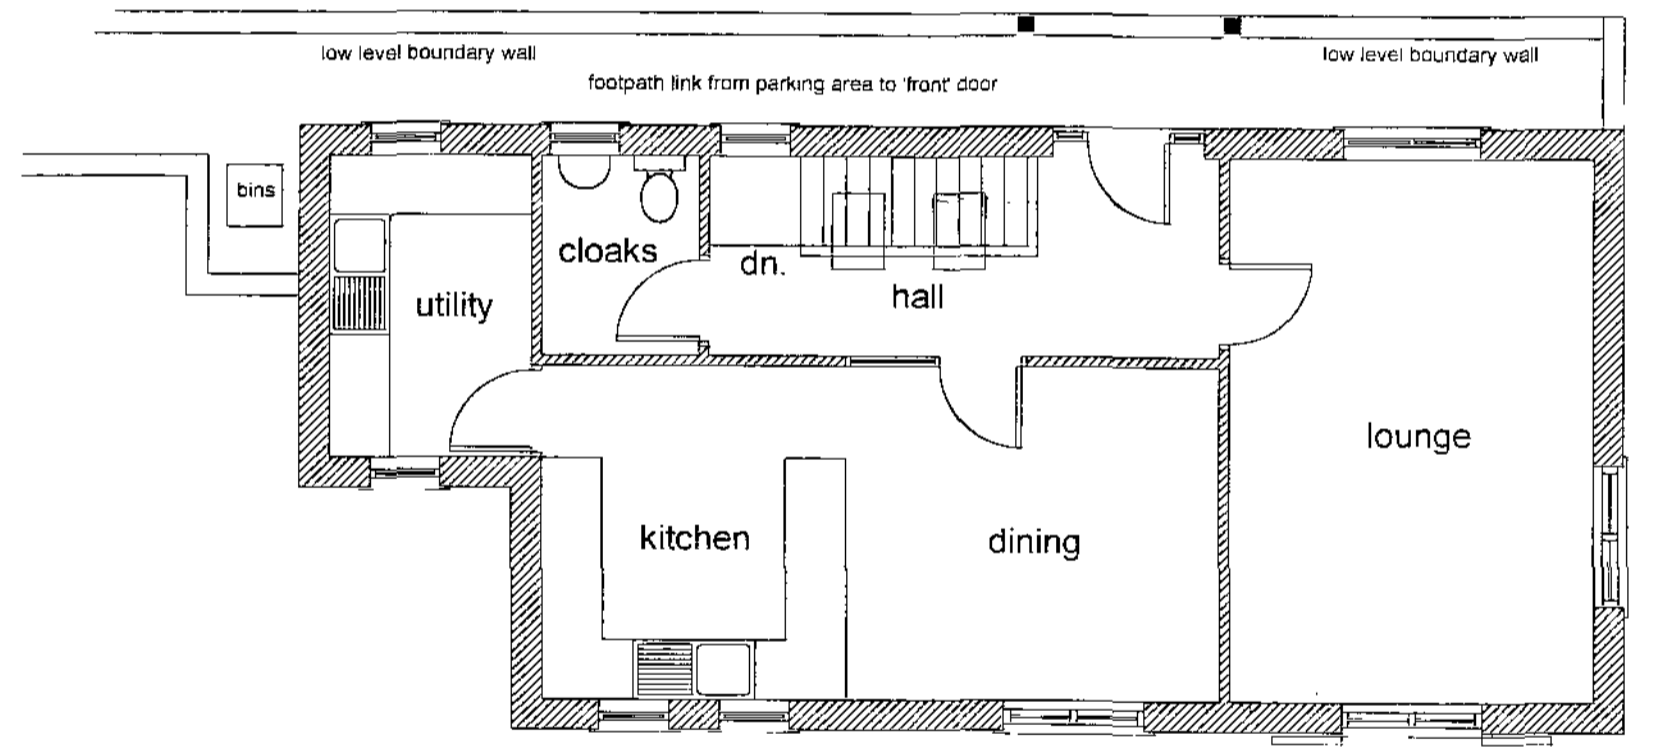 low level boundary wall
low level boundary wall
footpath link from parking area to 'front' door
bins
cloaks
dn.
utility
hall
lounge
kitchen
dining